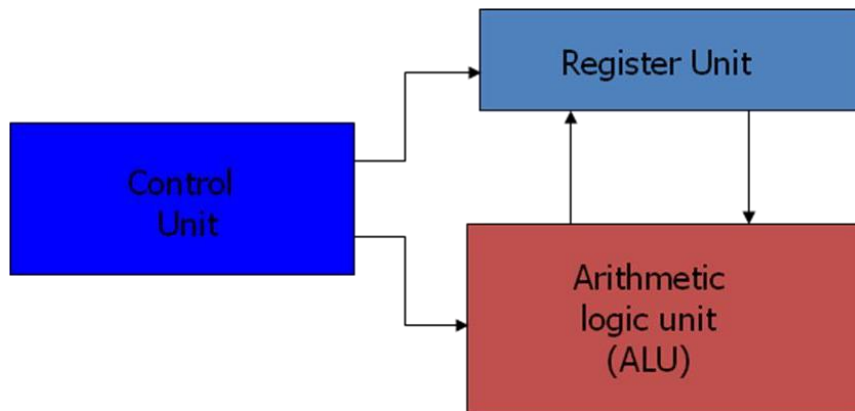 Register Unit
Control
Unit
Arithmetic
logic unit
(ALU)